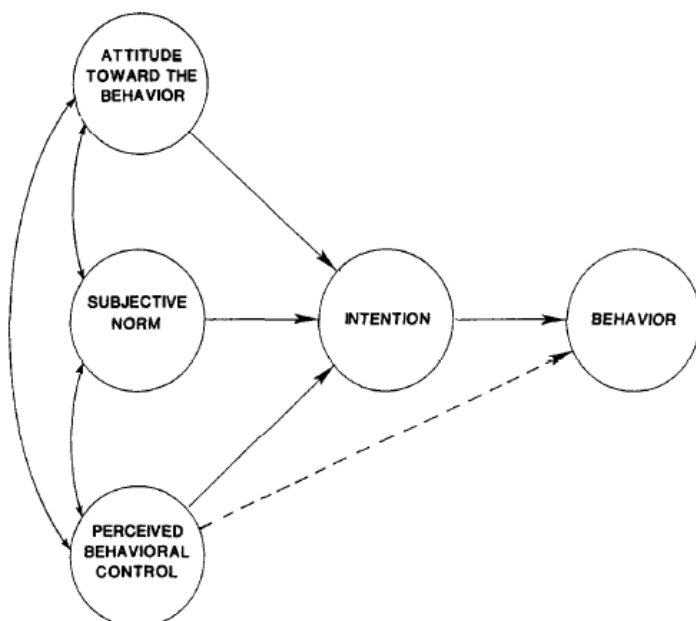 ATTITUDE
TOWARD THE
BEHAVIOR
SUBJECTIVE
NORM
INTENTION
BEHAVIOR
PERCEIVED
BEHAVIORAL
CONTROL